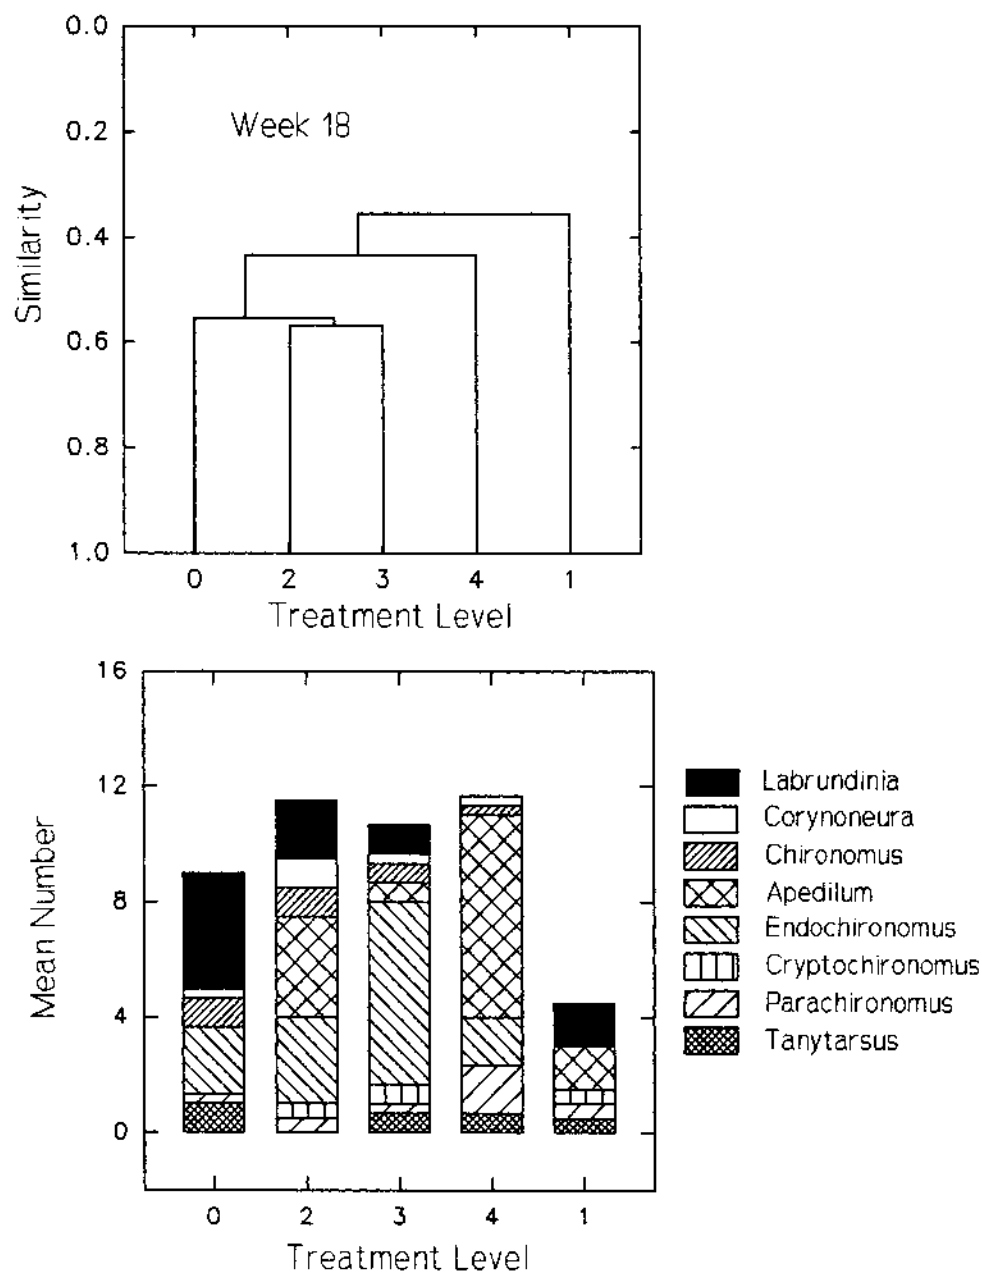 0.0
0.2
0.4
0.6
0.8
1.0
Similarity
Week 18
0 2 3 4 1
Treatment Level
16
12
8
4
0
Mean Number
0 2 3 4 1
Treatment Level
Labrundinia
Corynoneura
Chironomus
Apedilum
Endochironomus
Cryptochironomus
Parachironomus
Tanytarsus